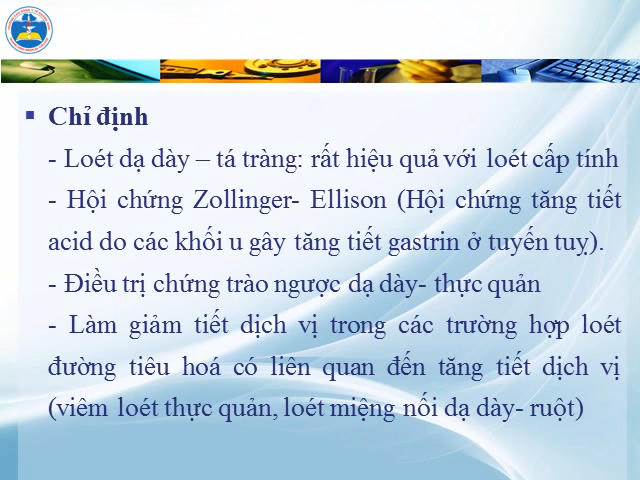 Chỉ định
- Loét dạ dày – tá tràng: rất hiệu quả với loét cấp tính
- Hội chứng Zollinger- Ellison (Hội chứng tăng tiết
acid do các khối u gây tăng tiết gastrin ở tuyến tuỵ).
- Điều trị chứng trào ngược dạ dày- thực quản
- Làm giảm tiết dịch vị trong các trường hợp loét
đường tiêu hoá có liên quan đến tăng tiết dịch vị
(viêm loét thực quản, loét miệng nối dạ dày- ruột)